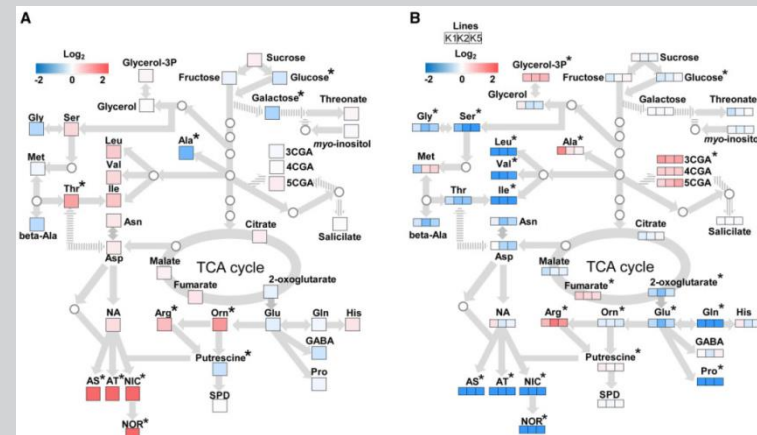 A
Log2
-2 0 2
Glycerol-3P
Glycerol
Fructose
Sucrose
Glucose*
Galactose*
Threonate
myo-inositol
Gly
Ser
Met
Thr*
beta-Ala
Leu
Val
Ile
Ala*
3CGA
4CGA
5CGA
Salicilate
Asn
Asp
Citrate
Malate
TCA cycle
Fumarate
2-oxoglutarate
NA
Arg*
Orn*
Glu
Gln
His
GABA
Putrescine*
Pro
SPD
AS*
AT*
NIC*
NOR*
B
Lines
K1K2K5
Log2
-2 0 2
Glycerol-3P*
Glycerol
Fructose
Sucrose
Glucose*
Galactose
Threonate
myo-inositol
Gly*
Ser*
Met
Thr
beta-Ala
Leu*
Val*
Ile*
Ala*
3CGA*
4CGA
5CGA
Salicilate
Asn
Asp
Citrate
Malate
TCA cycle
Fumarate*
2-oxoglutarate*
NA
Arg*
Orn*
Glu*
Gln*
His
GABA
Putrescine*
Pro*
SPD
AS*
AT*
NIC*
NOR*